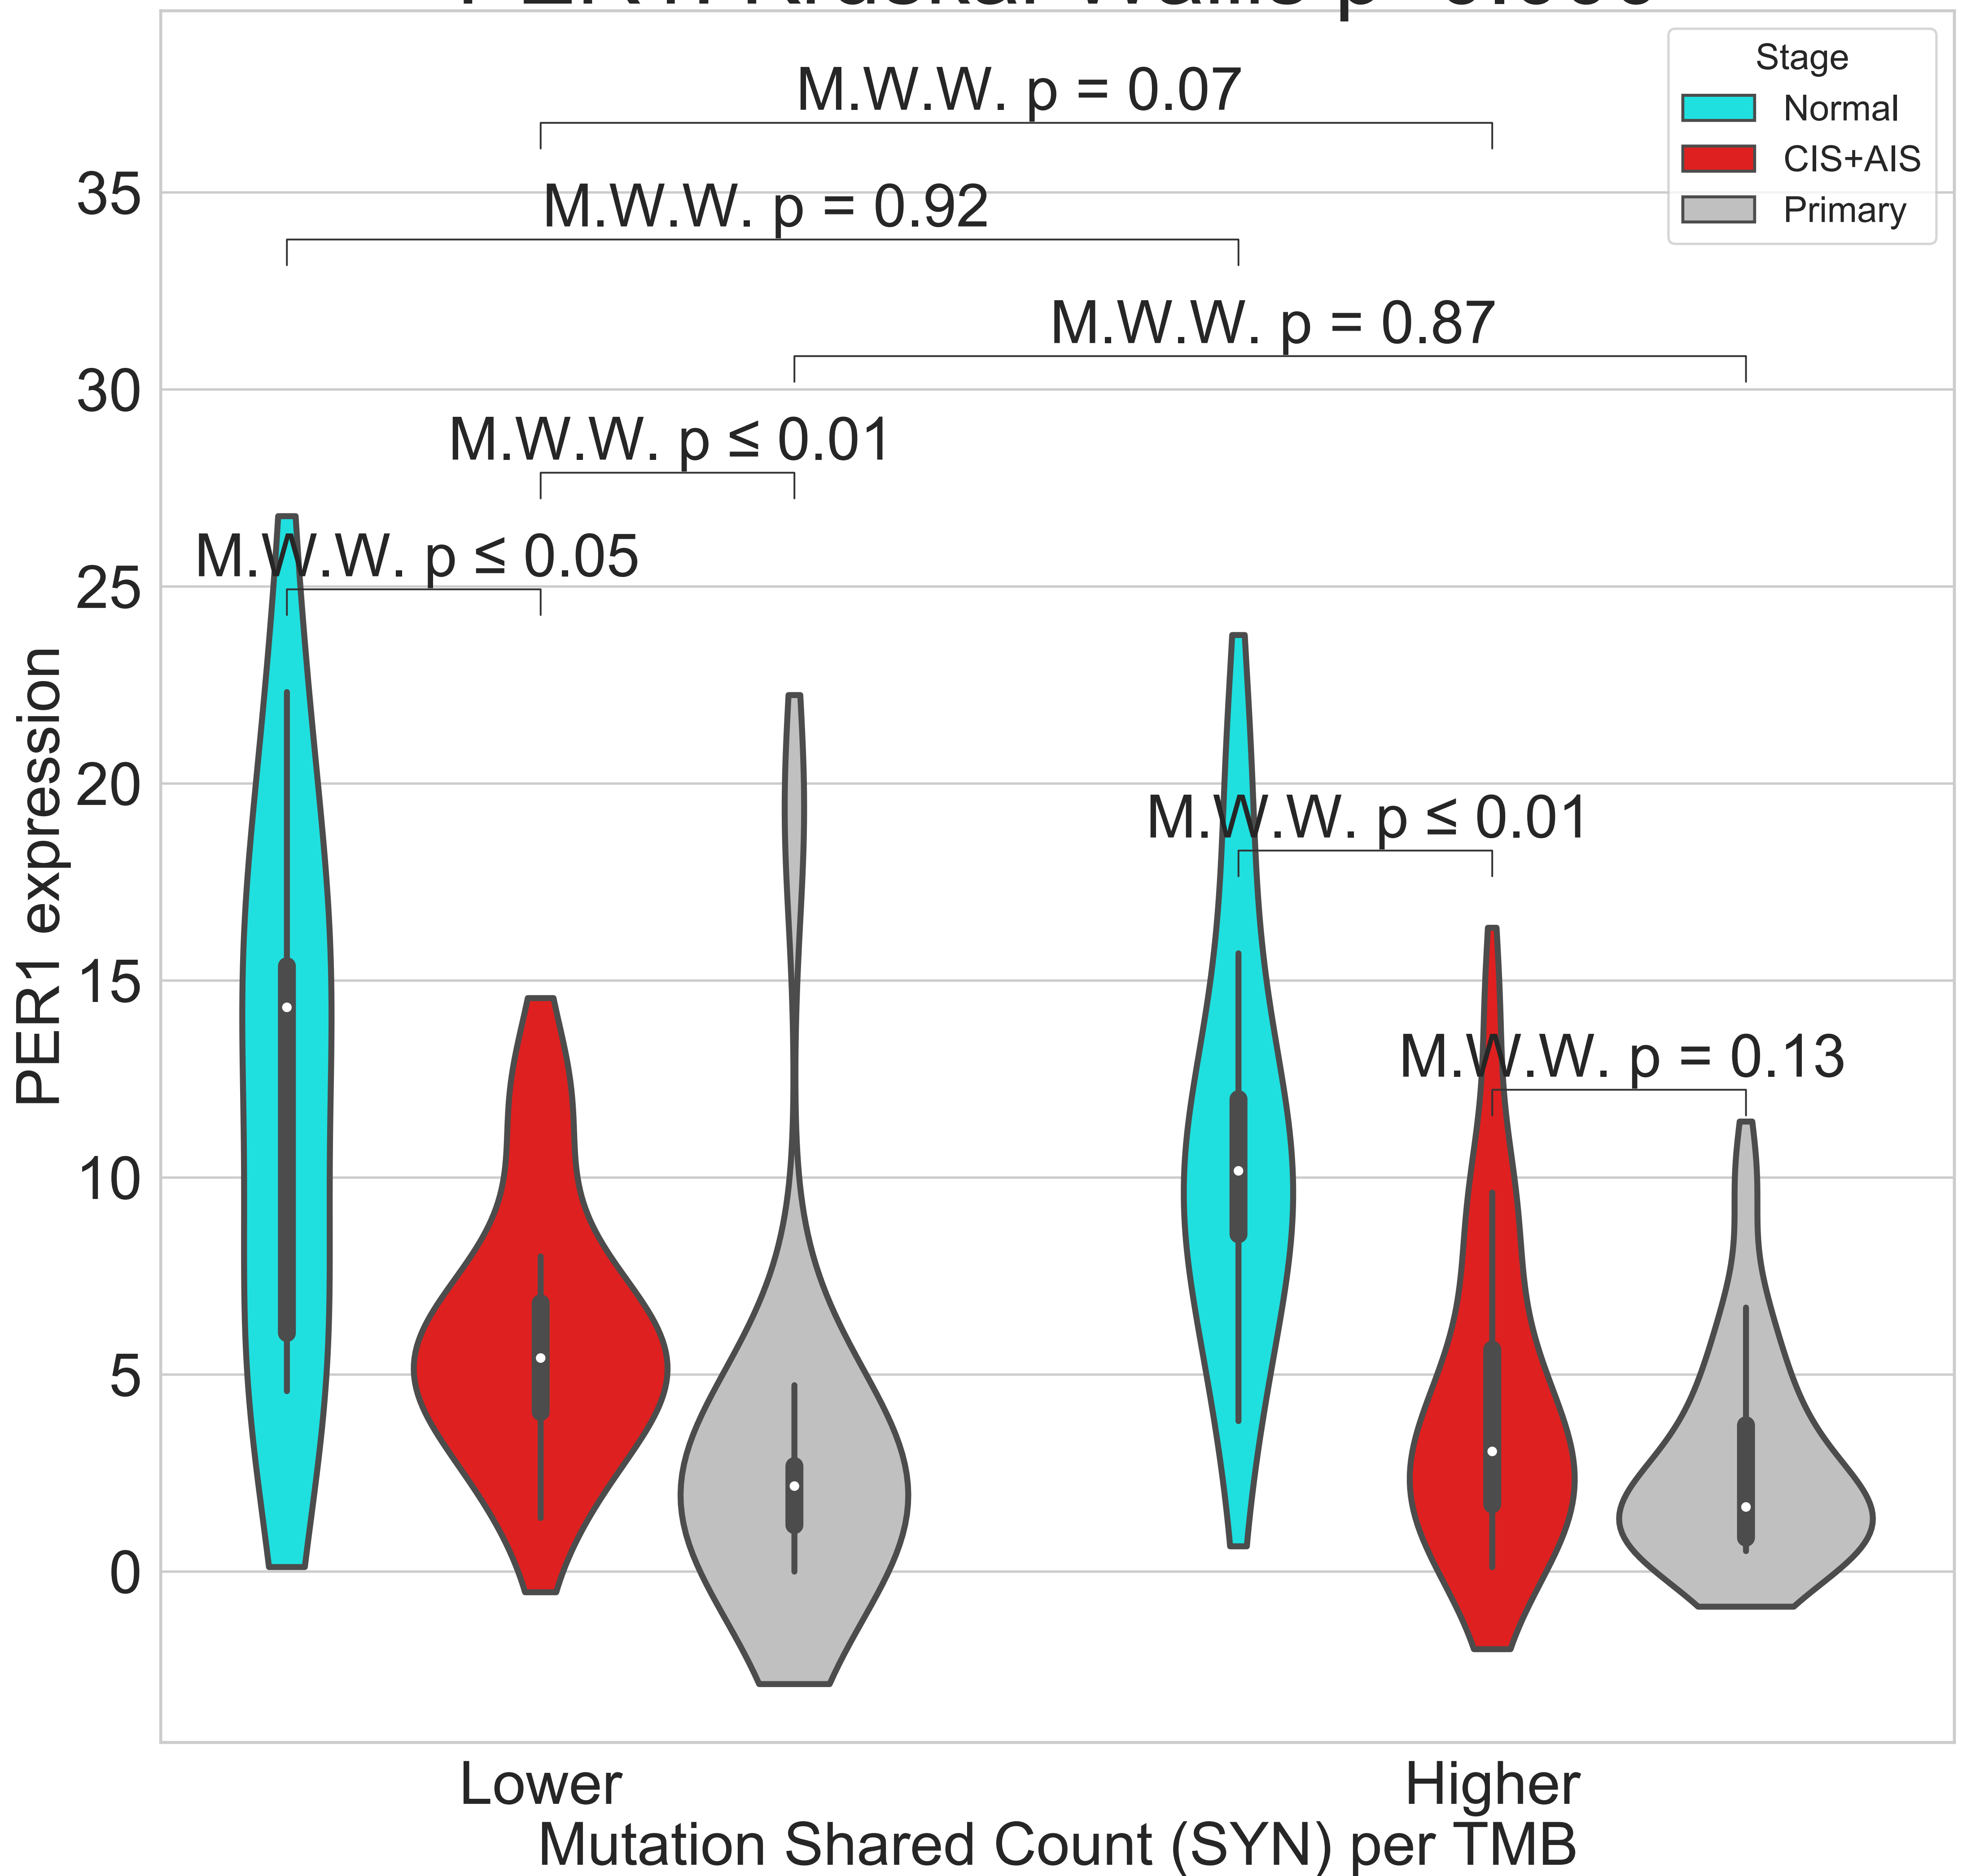 Stage
Normal
CIS+AIS
Primary
M.W.W. p = 0.07
M.W.W. p = 0.92
M.W.W. p = 0.87
M.W.W. p ≤ 0.01
M.W.W. p ≤ 0.05
M.W.W. p ≤ 0.01
M.W.W. p = 0.13
35
30
25
20
15
10
5
0
PER1 expression
Lower
Higher
Mutation Shared Count (SYN) per TMB